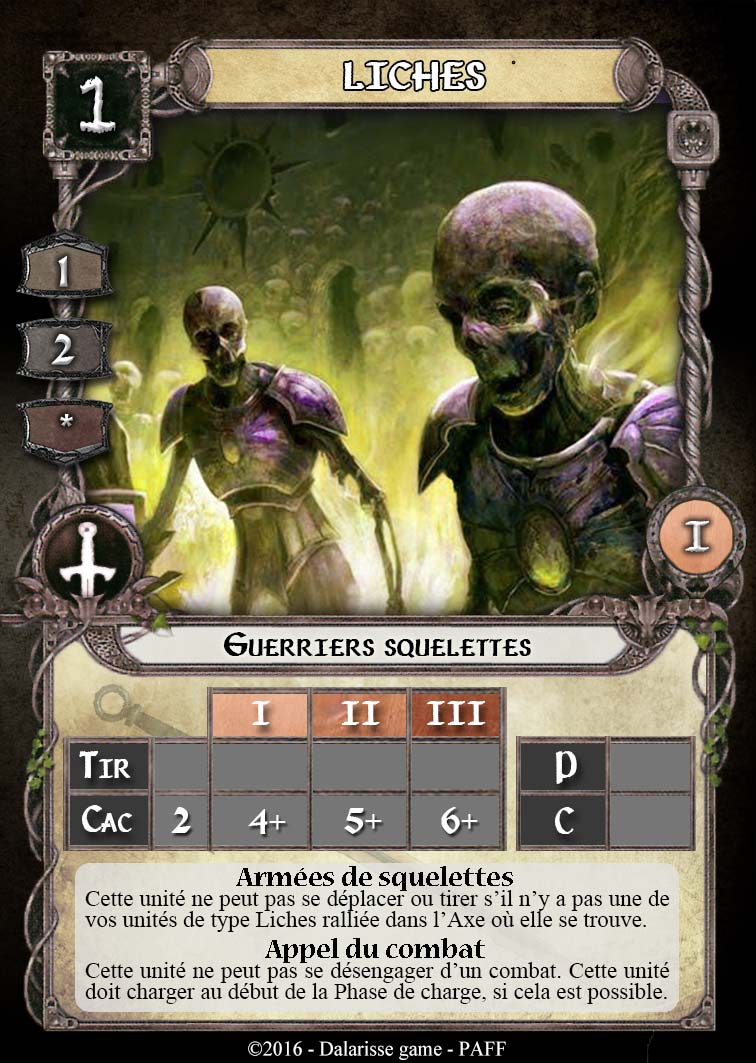 1
LICHES
1
2
*
I
GUERRIERS SQUELETTES
I II III
TIR P
CAC 2 4+ 5+ 6+ C
Armées de squelettes
Cette unité ne peut pas se déplacer ou tirer s'il n'y a pas une de
vos unités de type Liches ralliée dans l'Axe où elle se trouve.
Appel du combat
Cette unité ne peut pas se désengager d'un combat. Cette unité
doit charger au début de la Phase de charge, si cela est possible.
©2016 - Dalarisse game - PAFF